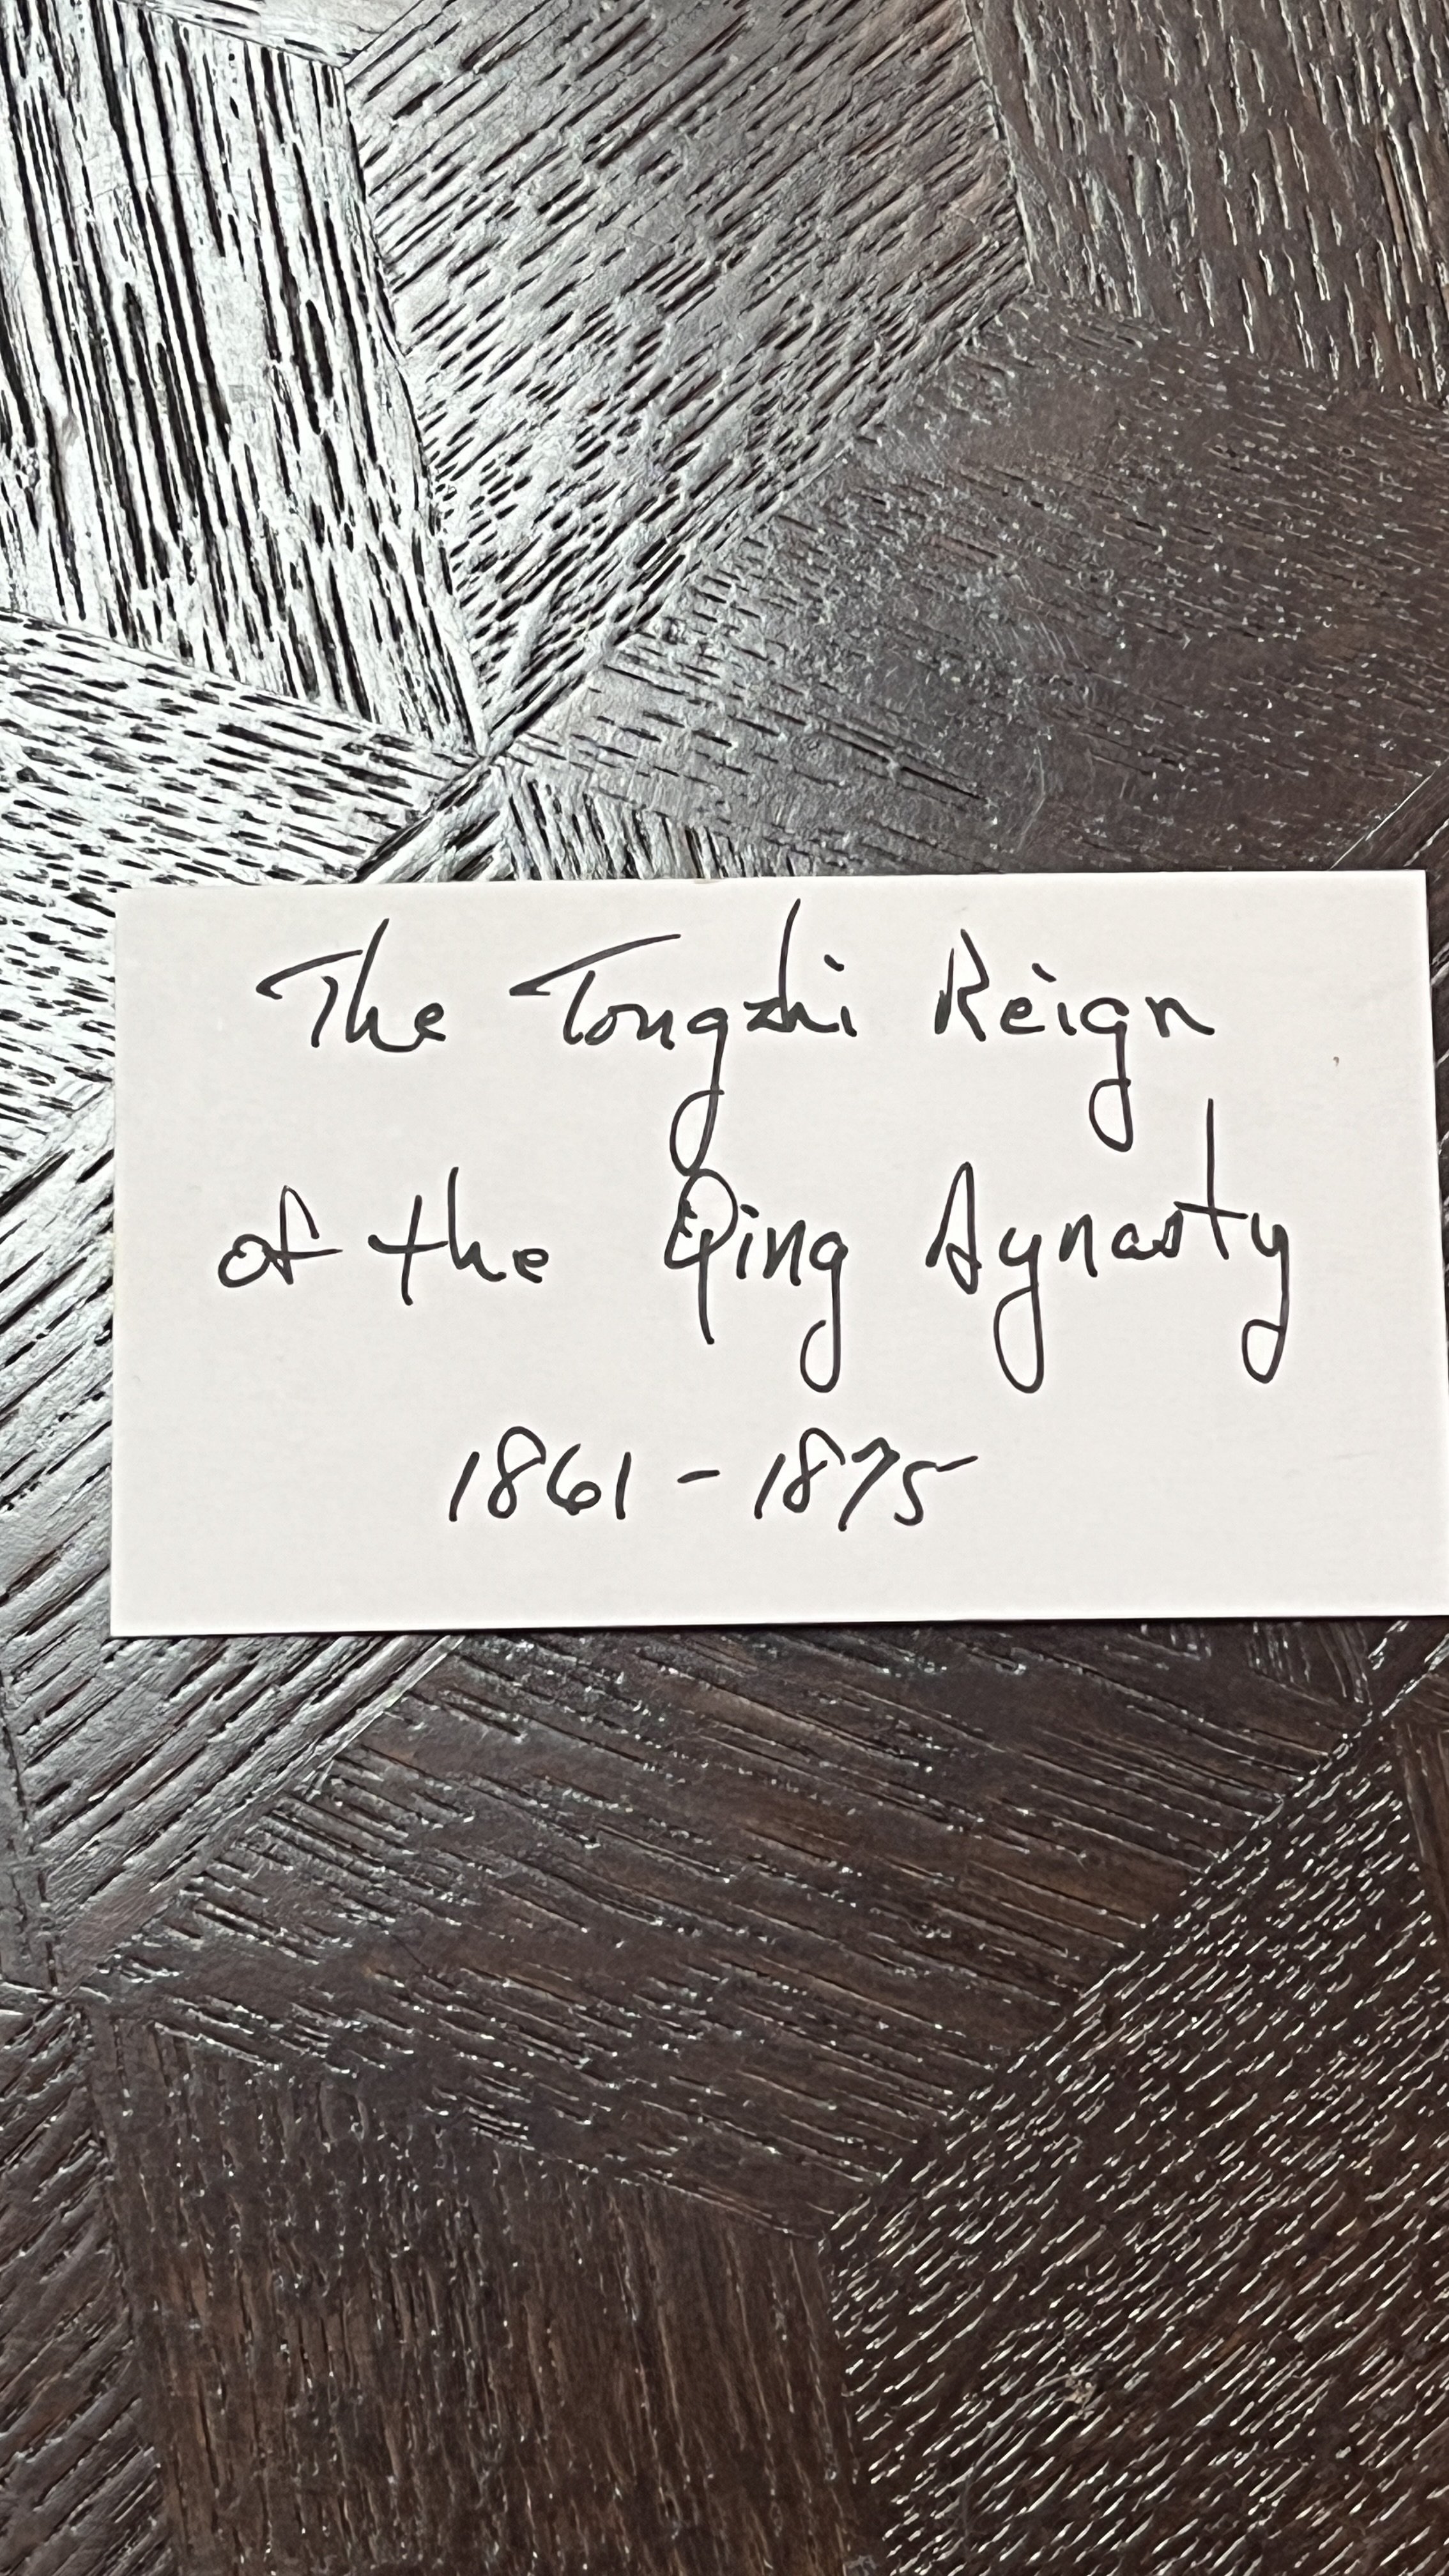 The Tongzhi Reign
of the Qing Dynasty
1861 - 1875